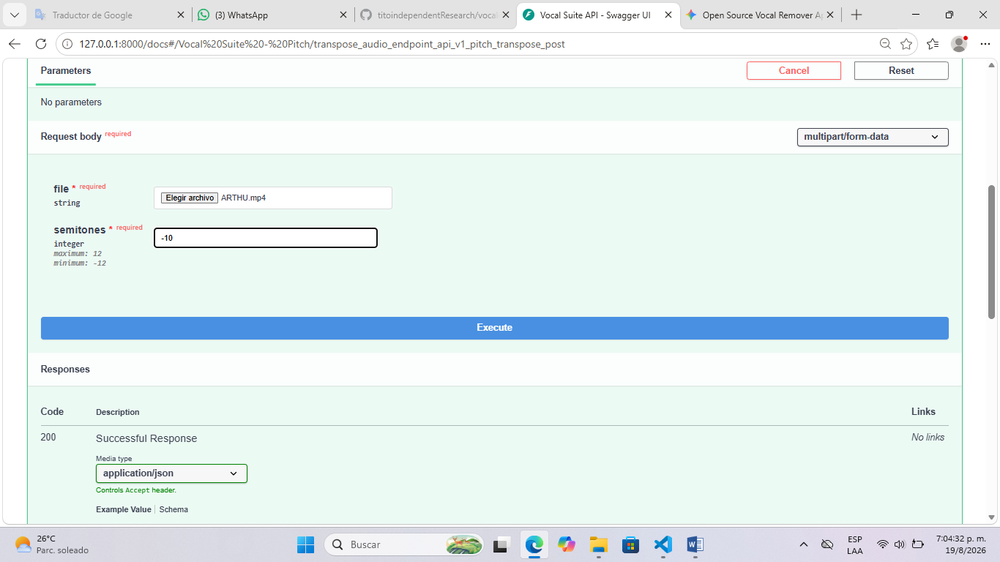 Traductor de Google
(3) WhatsApp
titoindependentResearch/vocal
Vocal Suite API - Swagger UI
Open Source Vocal Remover Ap
127.0.0.1:8000/docs#/Vocal%20Suite%20-%20Pitch/transpose_audio_endpoint_api_v1_pitch_transpose_post
Parameters
Cancel
Reset
No parameters
Request body required
multipart/form-data
file * required
string
Elegir archivo ARTHU.mp4
semitones * required
integer
maximum: 12
minimum: -12
-10
Execute
Responses
Code Description Links
200 Successful Response No links
Media type
application/json
Controls Accept header.
Example Value Schema
26°C
Parc. soleado
Buscar
ESP
LAA
7:04:32 p. m.
19/8/2026